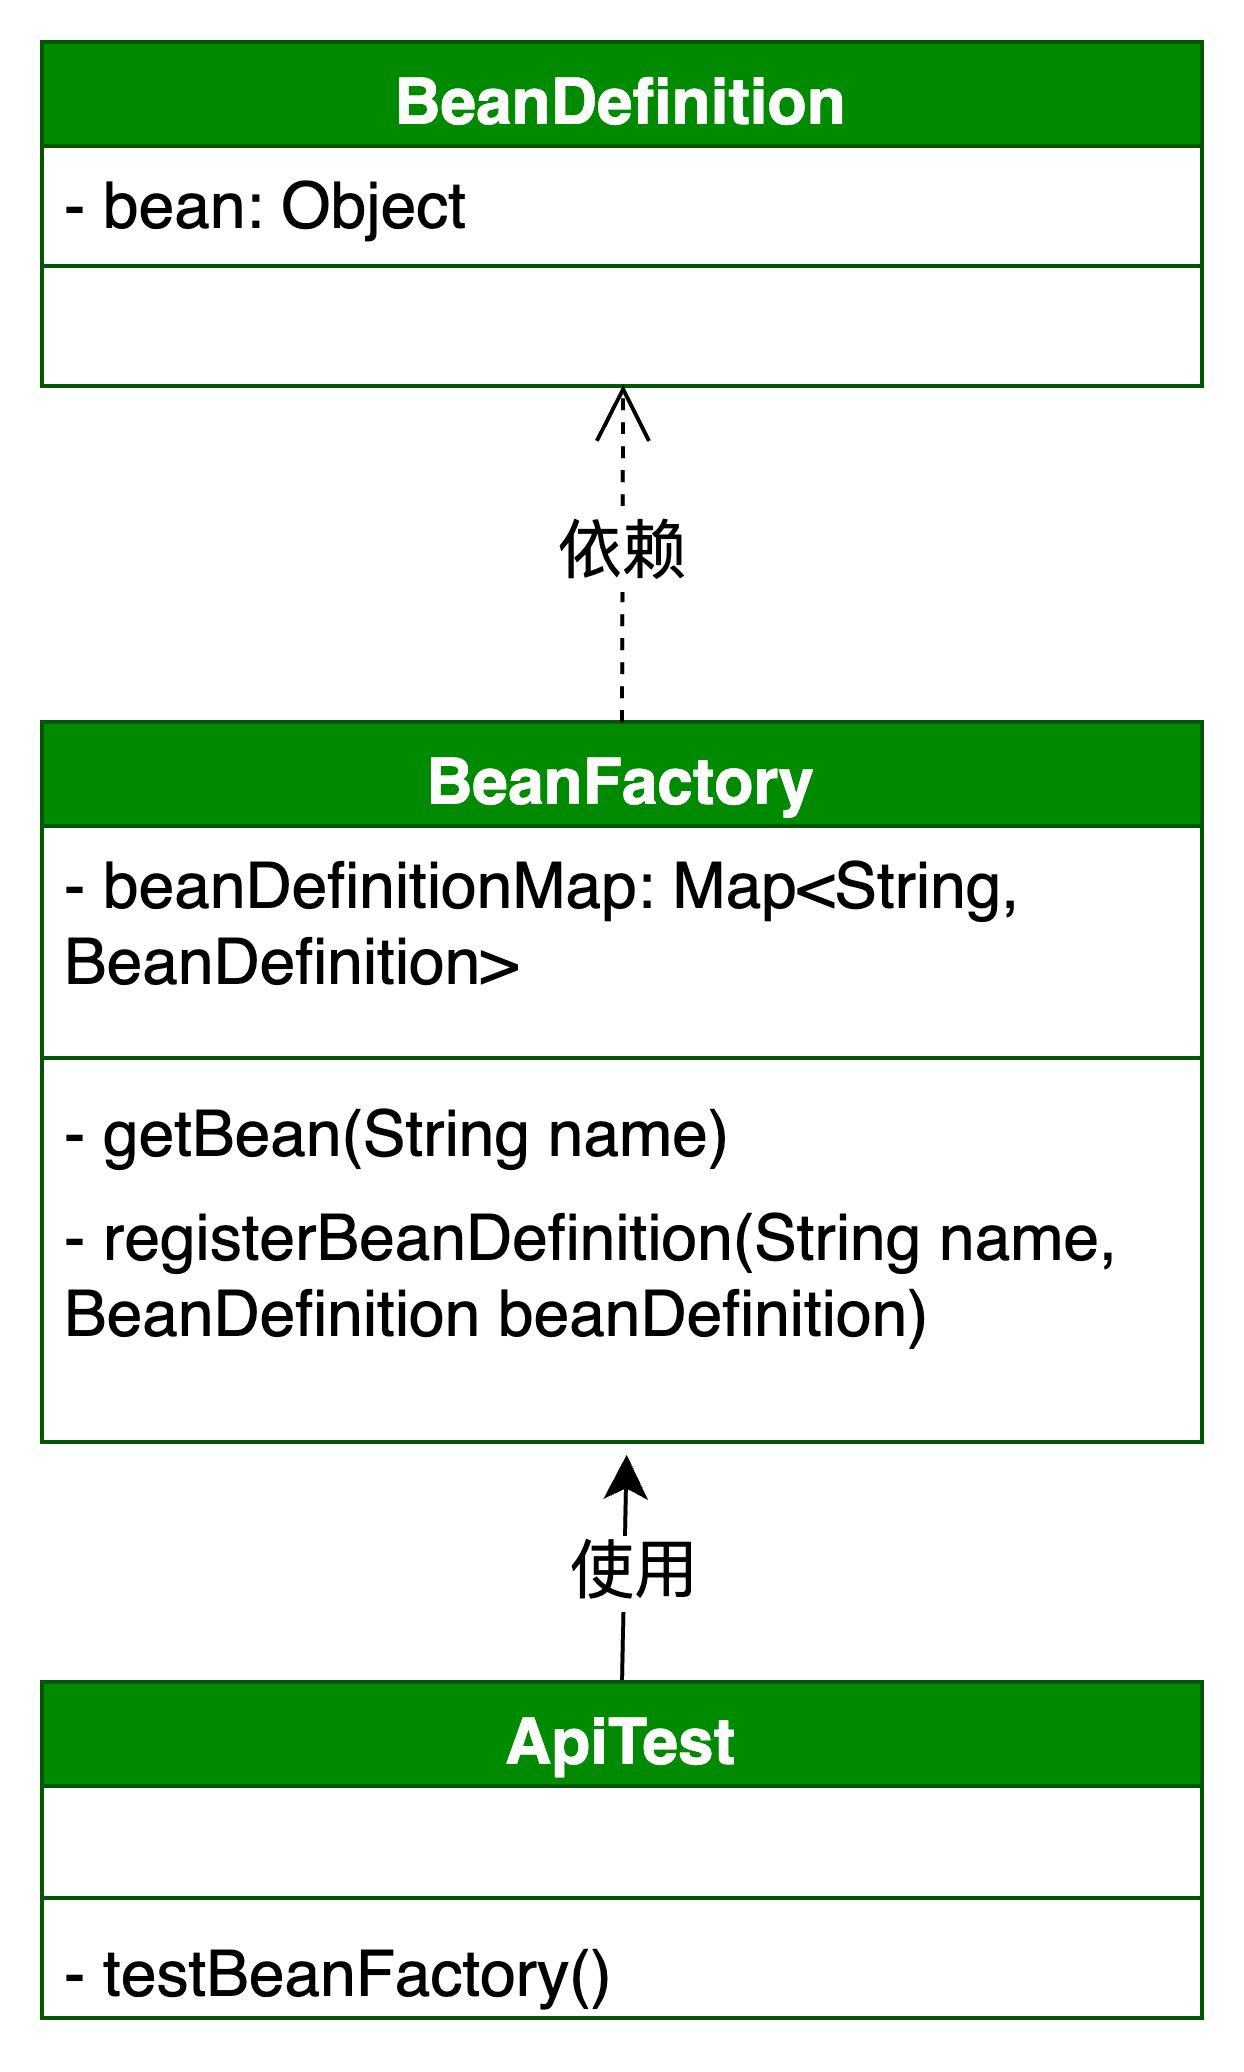 BeanDefinition
- bean: Object
依赖
BeanFactory
- beanDefinitionMap: Map<String,
BeanDefinition>
- getBean(String name)
- registerBeanDefinition(String name,
BeanDefinition beanDefinition)
使用
ApiTest
- testBeanFactory()